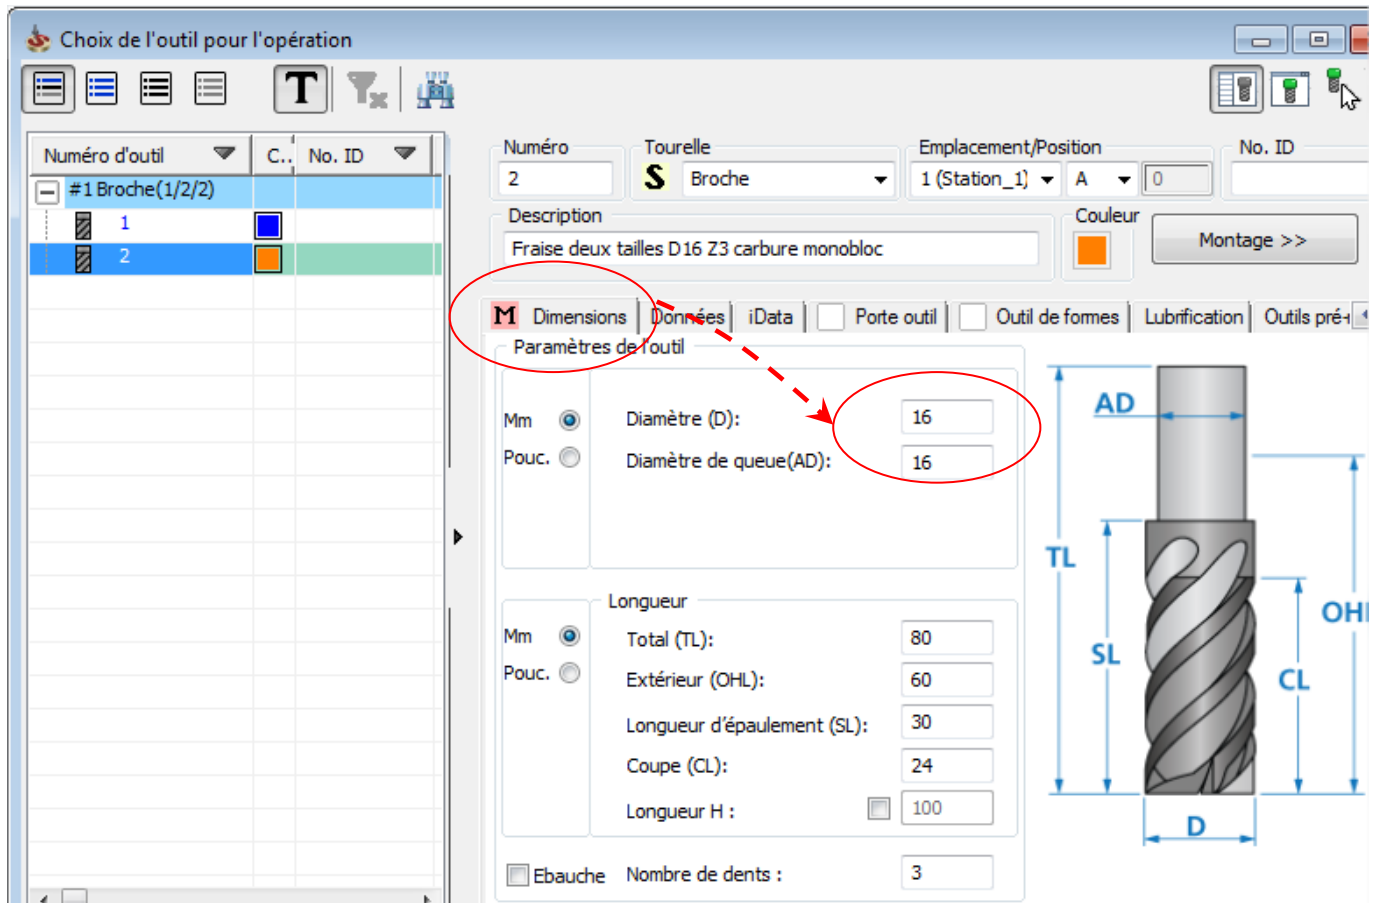 Choix de l'outil pour l'opération
T
Numéro d'outil C.. No. ID
#1 Broche(1/2/2)
1
2
Numéro Tourelle Emplacement/Position No. ID
2 S Broche 1 (Station_1) A 0
Description Couleur
Fraise deux tailles D16 Z3 carbure monobloc Montage >>
M Dimensions Données iData Porte outil Outil de formes Lubrification Outils pré-
Paramètres de l'outil
Mm Diamètre (D): 16
Pouc. Diamètre de queue(AD): 16
Longueur
Mm Total (TL): 80
Pouc. Extérieur (OHL): 60
Longueur d'épaulement (SL): 30
Coupe (CL): 24
Longueur H : 100
Ebauche Nombre de dents : 3
AD
TL
OHL
SL
CL
D